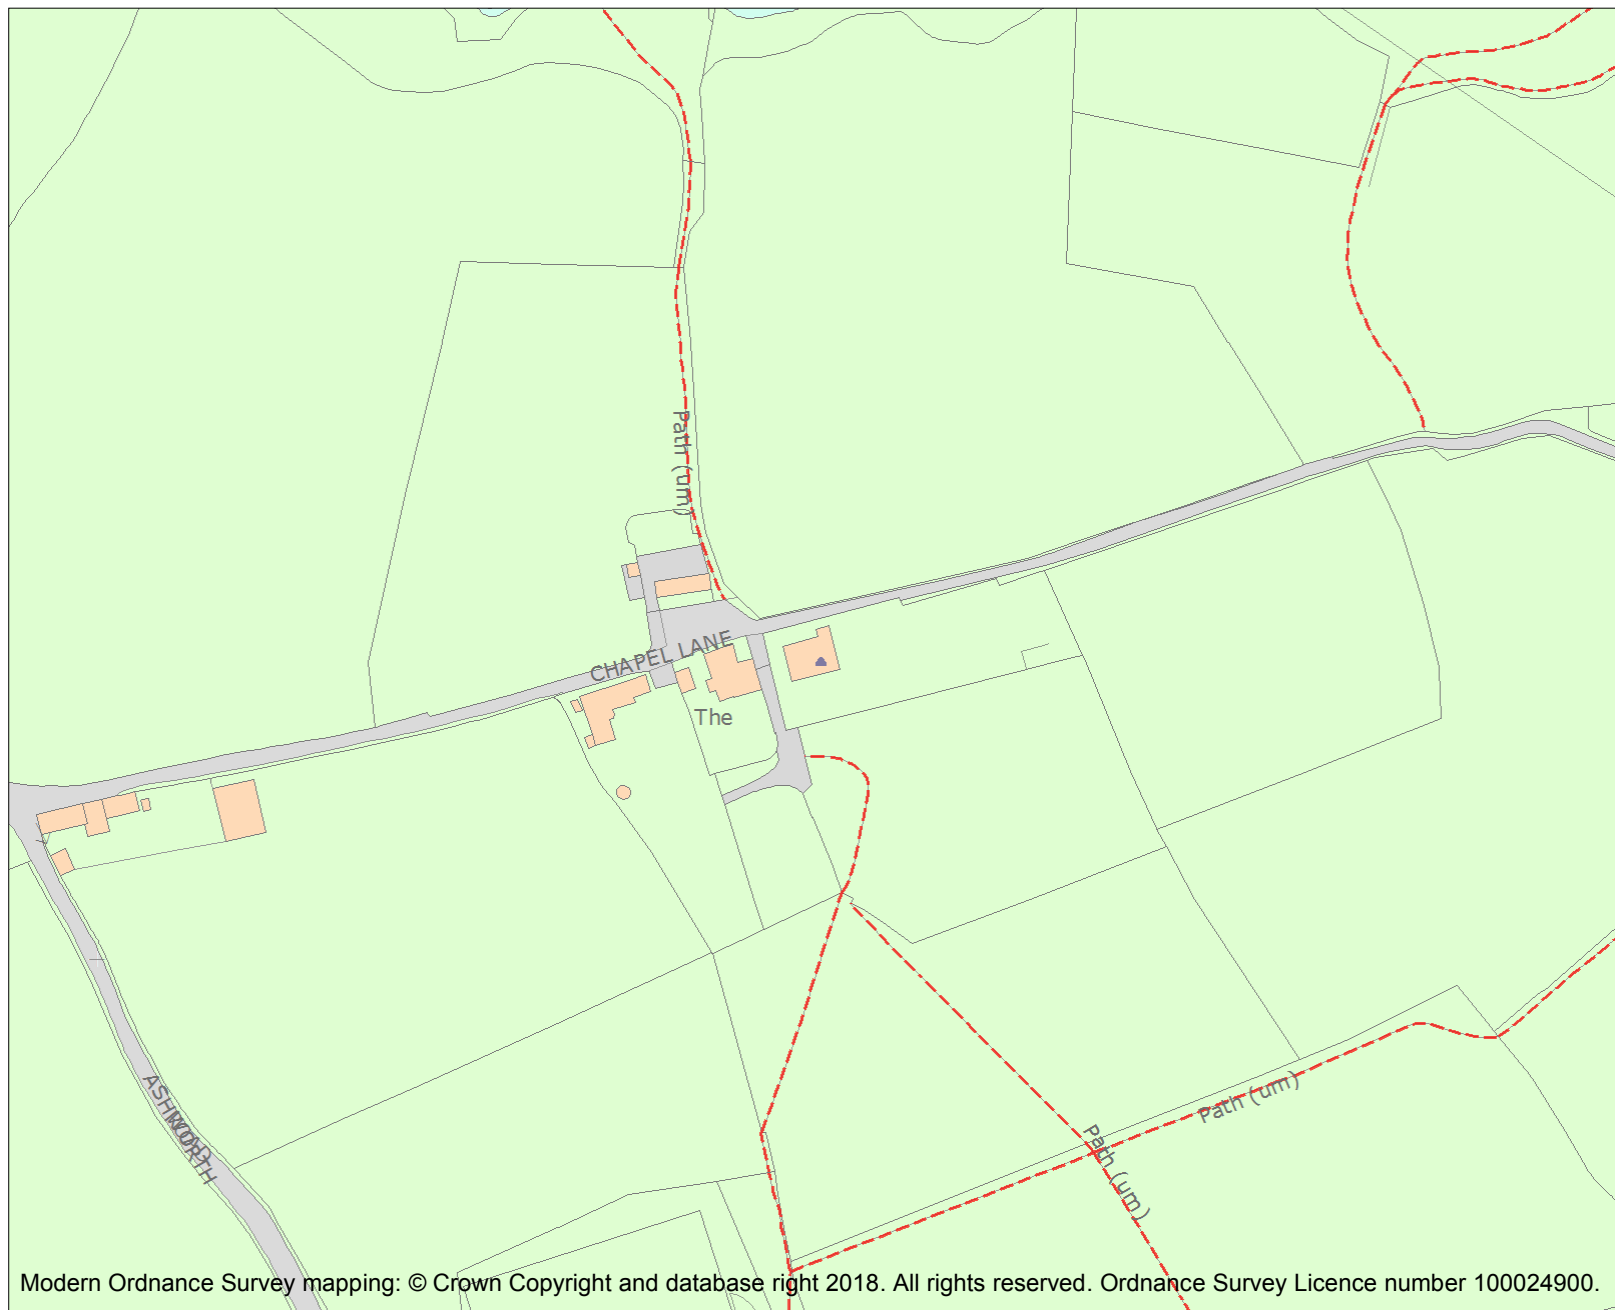 Path (um)
CHAPEL LANE
The
ASHWORTH
ROAD
Path (um)
Path (um)
Modern Ordnance Survey mapping: © Crown Copyright and database right 2018. All rights reserved. Ordnance Survey Licence number 100024900.